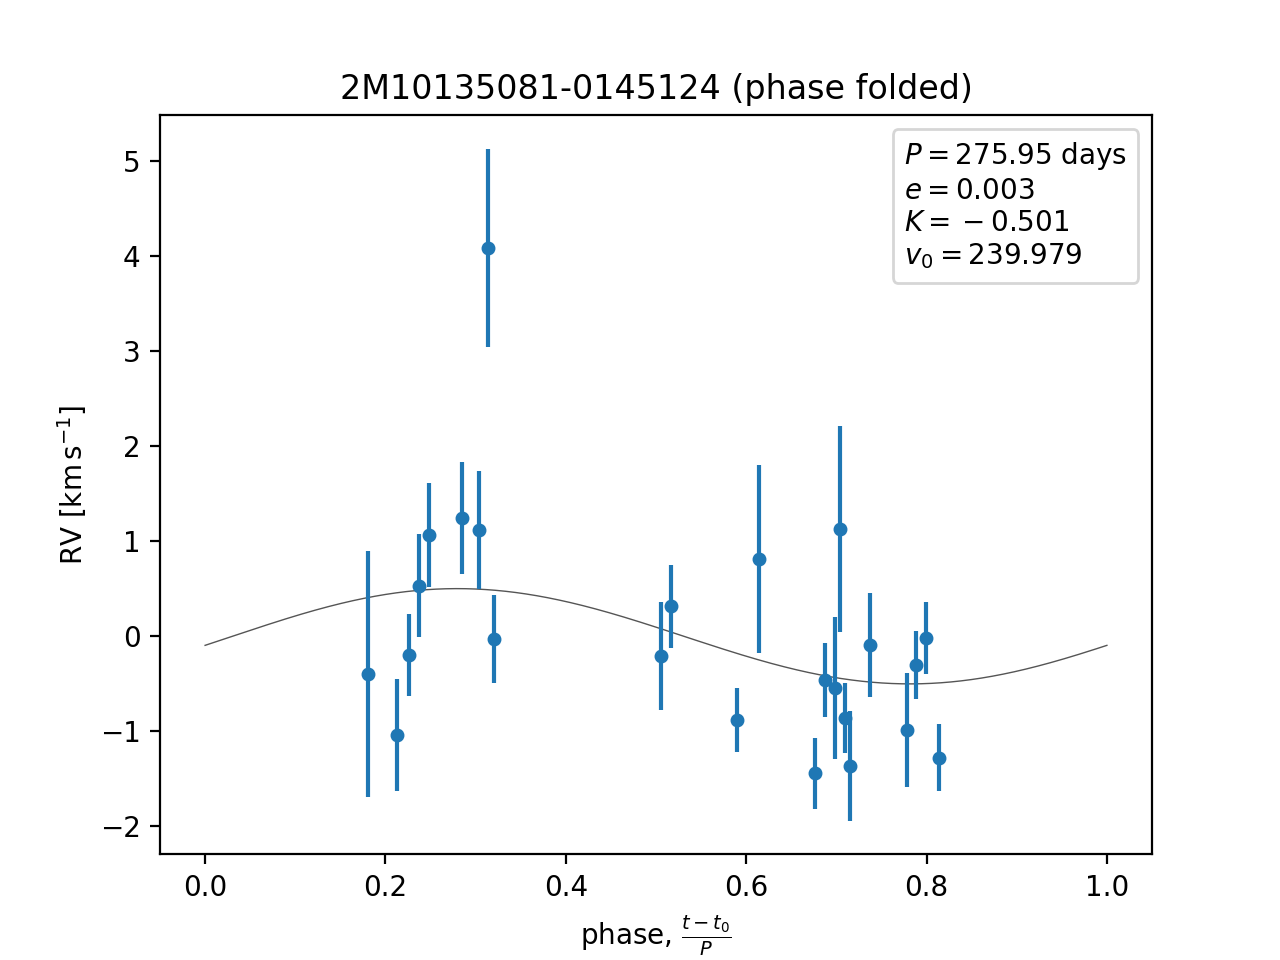 2M10135081-0145124 (phase folded)
P = 275.95 days
e = 0.003
K = −0.501
v₀ = 239.979
5
4
3
2
1
0
−1
−2
RV [km s⁻¹]
0.0 0.2 0.4 0.6 0.8 1.0
phase, (t − t₀)/P